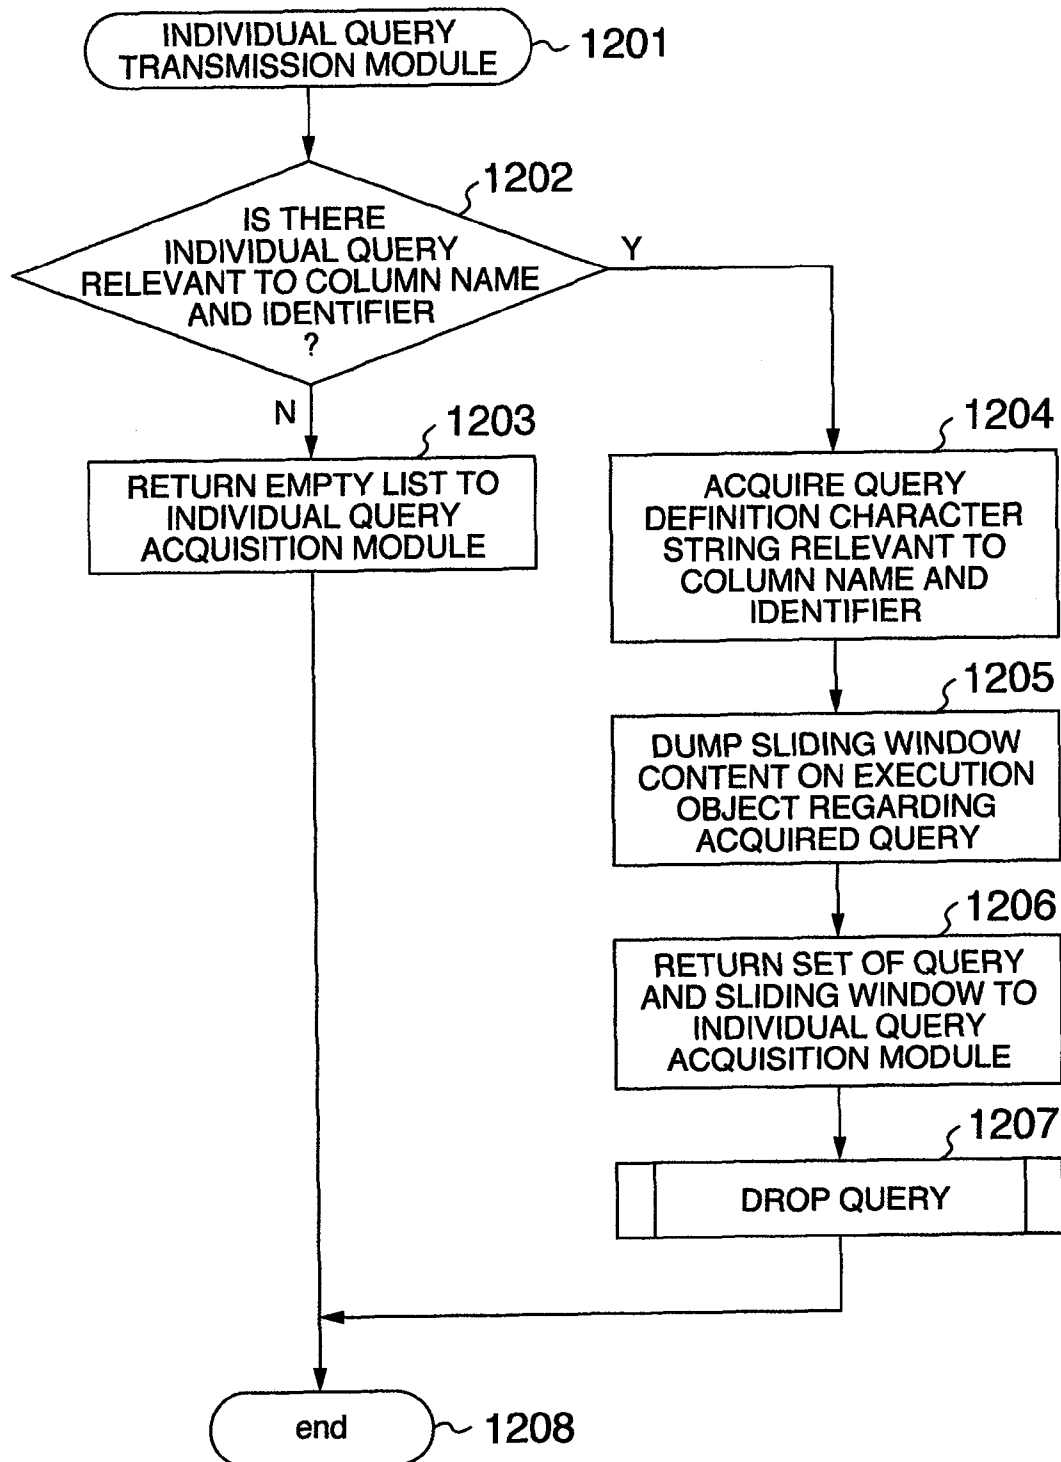 INDIVIDUAL QUERY
TRANSMISSION MODULE
1201
1202
IS THERE
INDIVIDUAL QUERY
RELEVANT TO COLUMN NAME
AND IDENTIFIER
?
Y
N
1203
RETURN EMPTY LIST TO
INDIVIDUAL QUERY
ACQUISITION MODULE
1204
ACQUIRE QUERY
DEFINITION CHARACTER
STRING RELEVANT TO
COLUMN NAME AND
IDENTIFIER
1205
DUMP SLIDING WINDOW
CONTENT ON EXECUTION
OBJECT REGARDING
ACQUIRED QUERY
1206
RETURN SET OF QUERY
AND SLIDING WINDOW TO
INDIVIDUAL QUERY
ACQUISITION MODULE
1207
DROP QUERY
end
1208